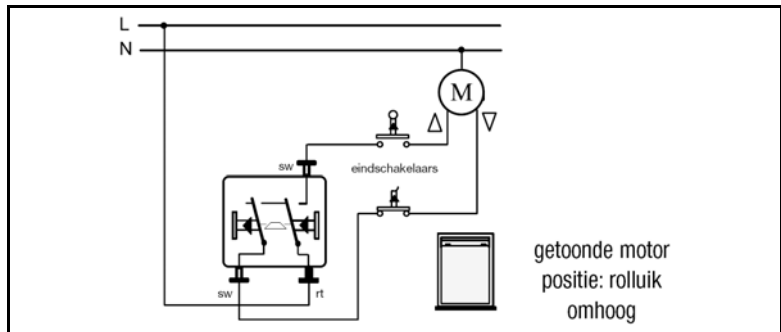 L
N
M
Δ ∇
sw
eindschakelaars
sw
rt
getoonde motor
positie: rolluik
omhoog